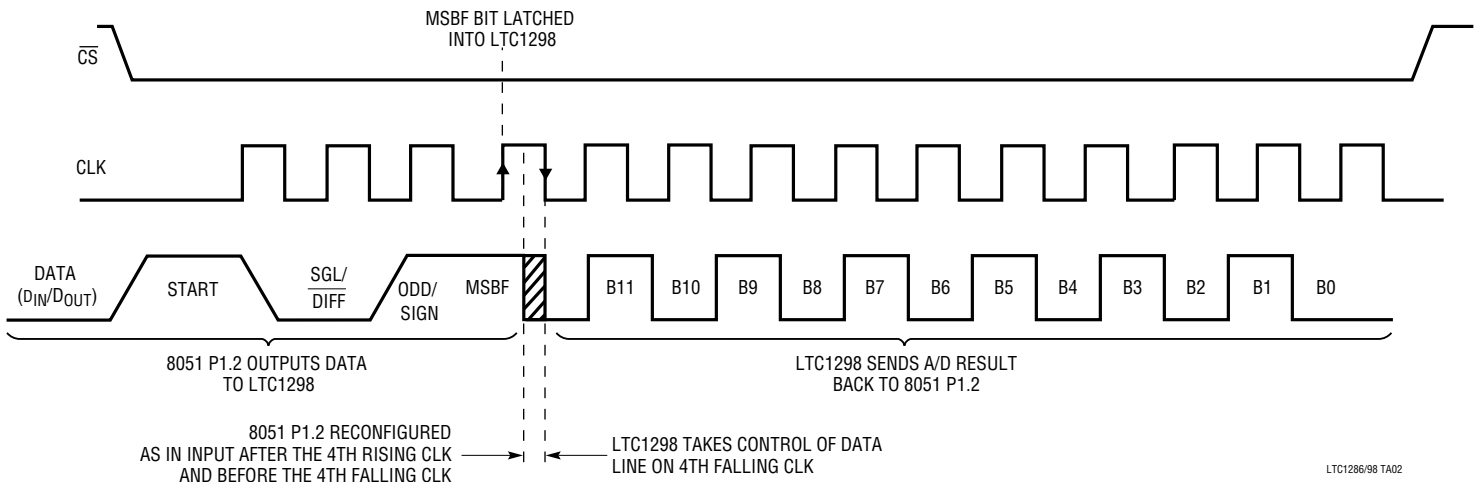 MSBF BIT LATCHED
INTO LTC1298
CS
CLK
DATA
(DIN/DOUT)
START
SGL/
DIFF
ODD/
SIGN
MSBF
B11
B10
B9
B8
B7
B6
B5
B4
B3
B2
B1
B0
8051 P1.2 OUTPUTS DATA
TO LTC1298
LTC1298 SENDS A/D RESULT
BACK TO 8051 P1.2
8051 P1.2 RECONFIGURED
AS IN INPUT AFTER THE 4TH RISING CLK
AND BEFORE THE 4TH FALLING CLK
LTC1298 TAKES CONTROL OF DATA
LINE ON 4TH FALLING CLK
LTC1286/98 TA02